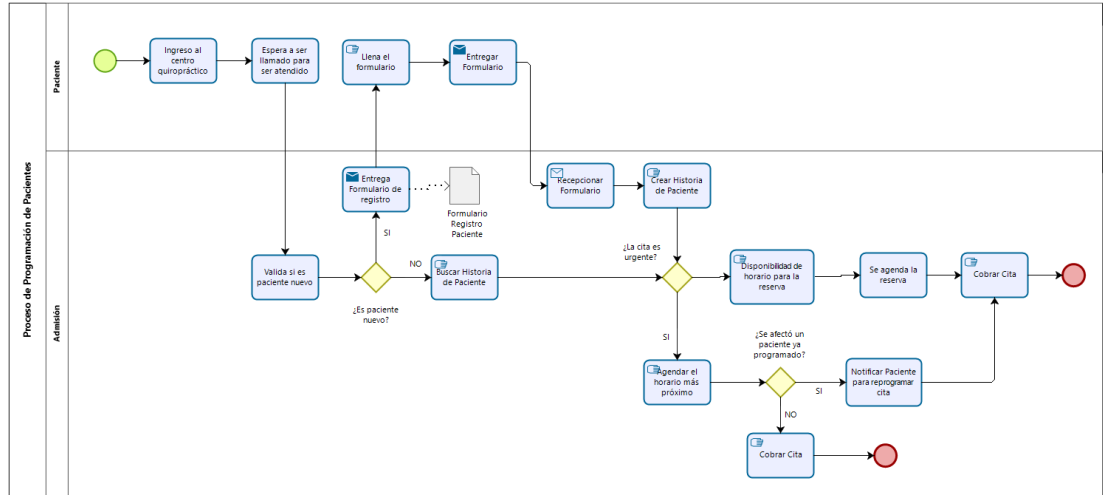 Proceso de Programación de Pacientes
Paciente
Ingreso al
centro
quiropráctico
Espera a ser
llamado para
ser atendido
Llena el
formulario
Entregar
Formulario
Admisión
Entrega
Formulario de
registro
Formulario
Registro
Paciente
Recepcionar
Formulario
Crear Historia
de Paciente
SI
¿La cita es
urgente?
Valida si es
paciente nuevo
NO
¿Es paciente
nuevo?
Buscar Historia
de Paciente
Disponibilidad de
horario para la
reserva
Se agenda la
reserva
Cobrar Cita
SI
¿Se afectó un
paciente ya
programado?
Agendar el
horario más
próximo
SI
Notificar Paciente
para reprogramar
cita
NO
Cobrar Cita